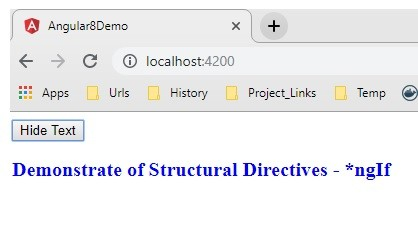 Angular8Demo
localhost:4200
Apps Urls History Project_Links Temp
Hide Text
Demonstrate of Structural Directives - *ngIf